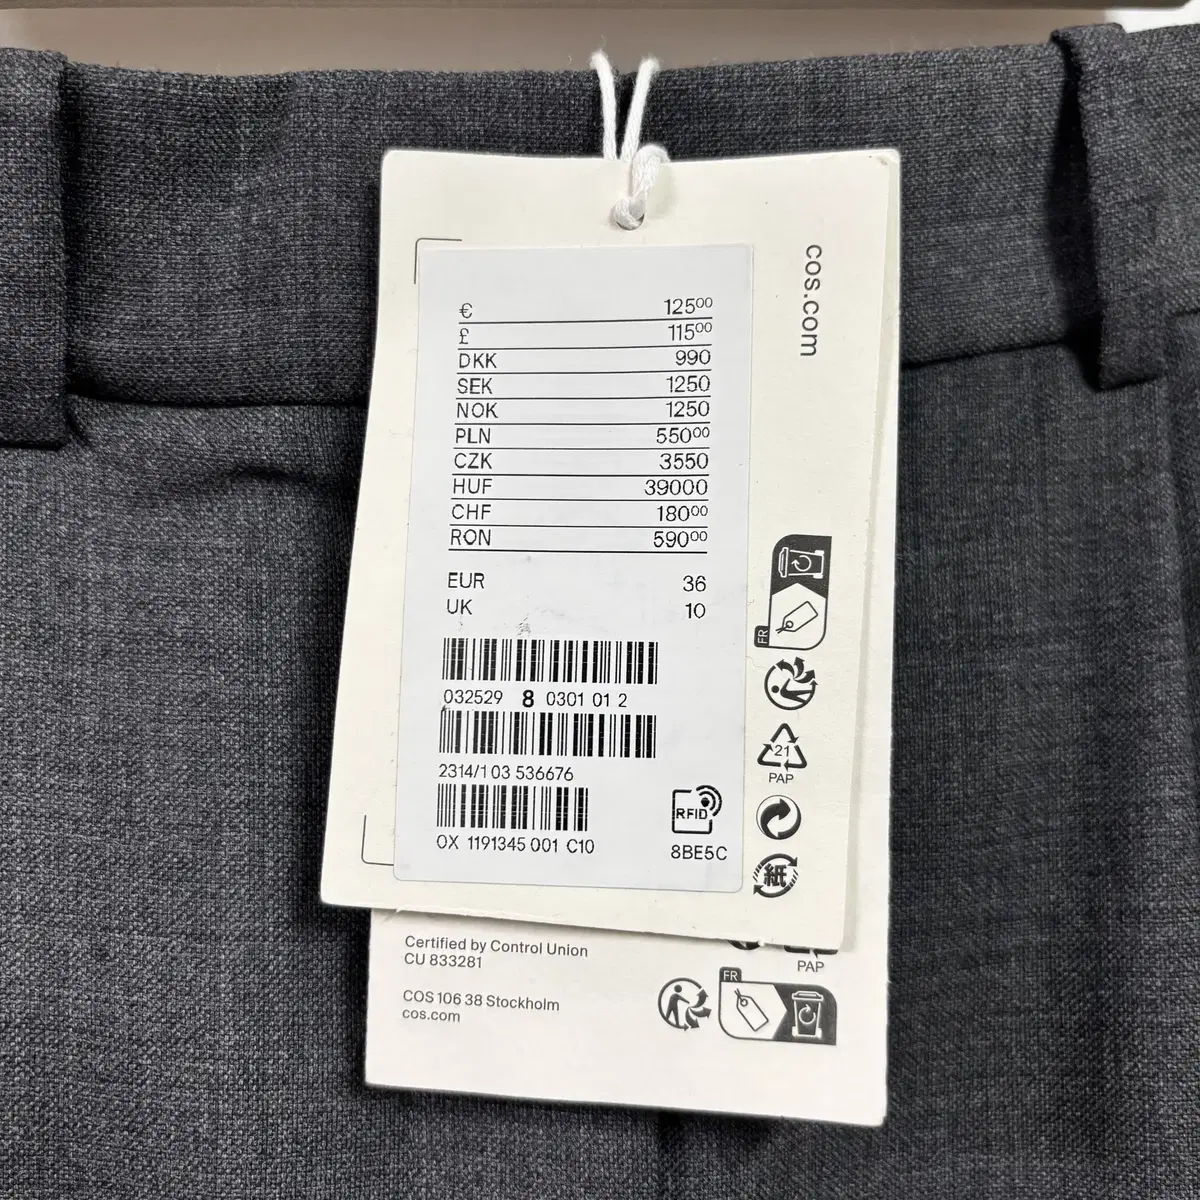 € 125 00
£ 115 00
DKK 990
SEK 1250
NOK 1250
PLN 550 00
CZK 3550
HUF 39000
CHF 180 00
RON 590 00
EUR 36
UK 10
032529 8 0301 01 2
2314/1 03 536676
OX 1191345 001 C10
RFID
8BE5C
cos.com
FR
21
PAP
紙
Certified by Control Union
CU 833281
COS 106 38 Stockholm
cos.com
PAP
FR